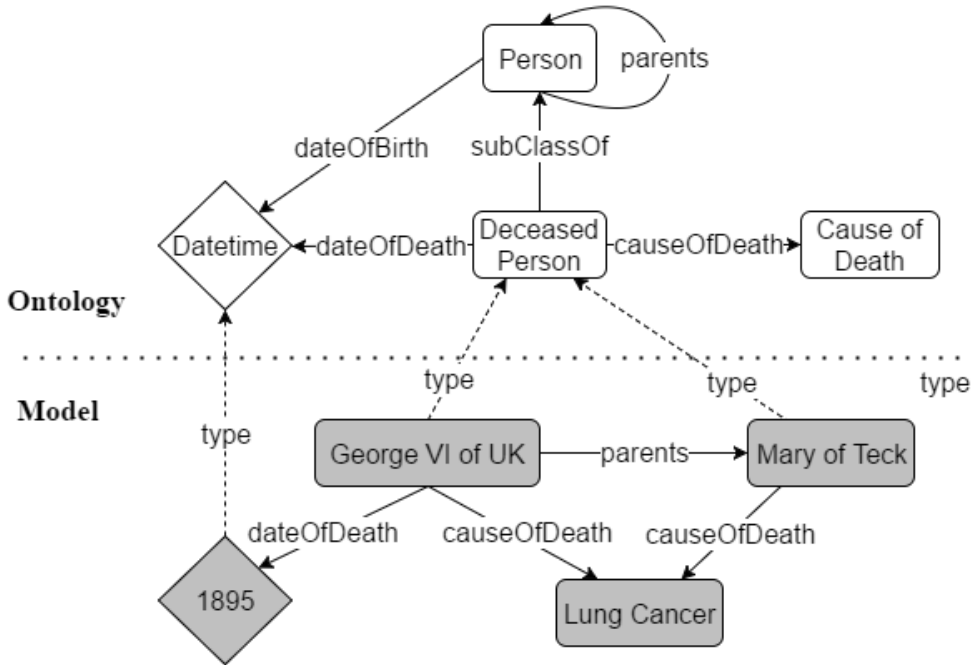 Person
parents
dateOfBirth
subClassOf
Datetime
dateOfDeath
Deceased
Person
causeOfDeath
Cause of
Death
Ontology
type
type
type
Model
type
George VI of UK
parents
Mary of Teck
dateOfDeath
causeOfDeath
causeOfDeath
1895
Lung Cancer